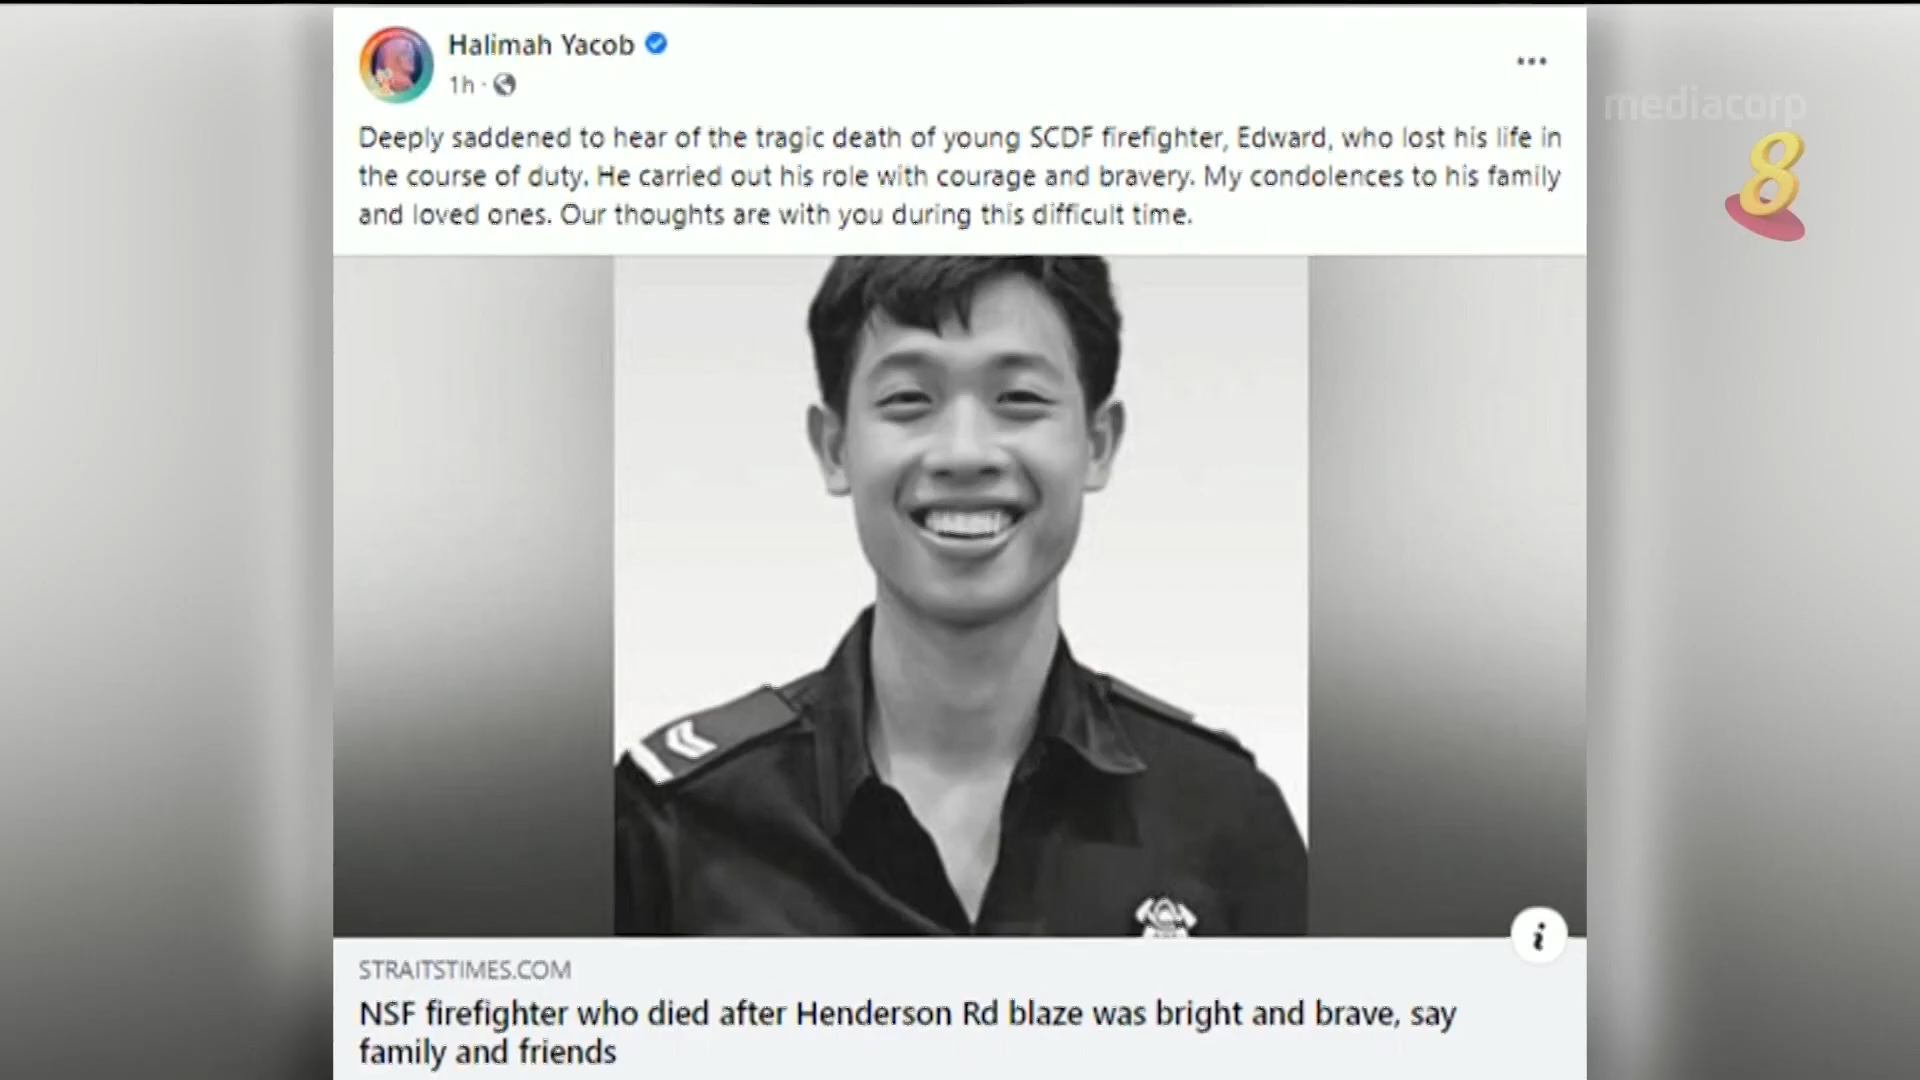 Halimah Yacob
1h ·
mediacorp
8
Deeply saddened to hear of the tragic death of young SCDF firefighter, Edward, who lost his life in
the course of duty. He carried out his role with courage and bravery. My condolences to his family
and loved ones. Our thoughts are with you during this difficult time.
i
STRAITSTIMES.COM
NSF firefighter who died after Henderson Rd blaze was bright and brave, say
family and friends